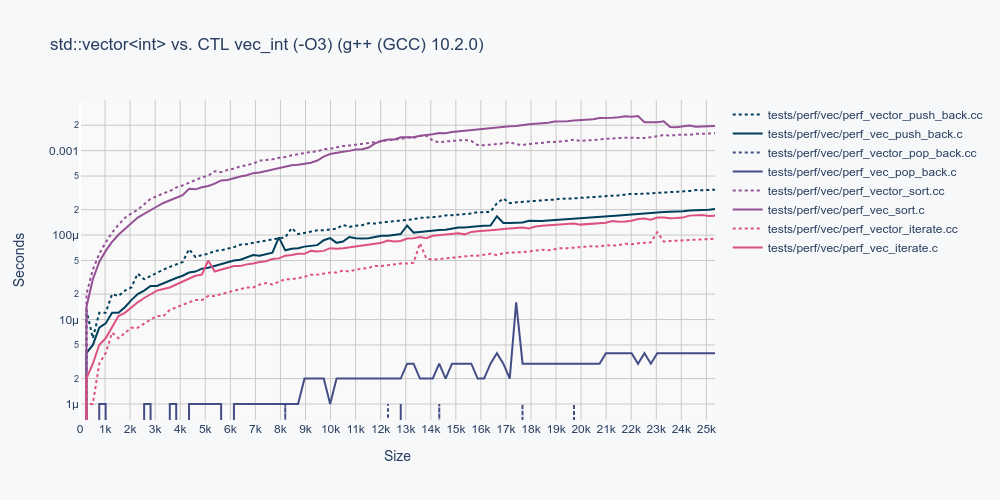 std::vector<int> vs. CTL vec_int (-O3) (g++ (GCC) 10.2.0)
tests/perf/vec/perf_vector_push_back.cc
tests/perf/vec/perf_vec_push_back.c
tests/perf/vec/perf_vector_pop_back.cc
tests/perf/vec/perf_vec_pop_back.c
tests/perf/vec/perf_vector_sort.cc
tests/perf/vec/perf_vec_sort.c
tests/perf/vec/perf_vector_iterate.cc
tests/perf/vec/perf_vec_iterate.c
Seconds
2
0.001
5
2
100μ
5
2
10μ
5
2
1μ
0 1k 2k 3k 4k 5k 6k 7k 8k 9k 10k 11k 12k 13k 14k 15k 16k 17k 18k 19k 20k 21k 22k 23k 24k 25k
Size